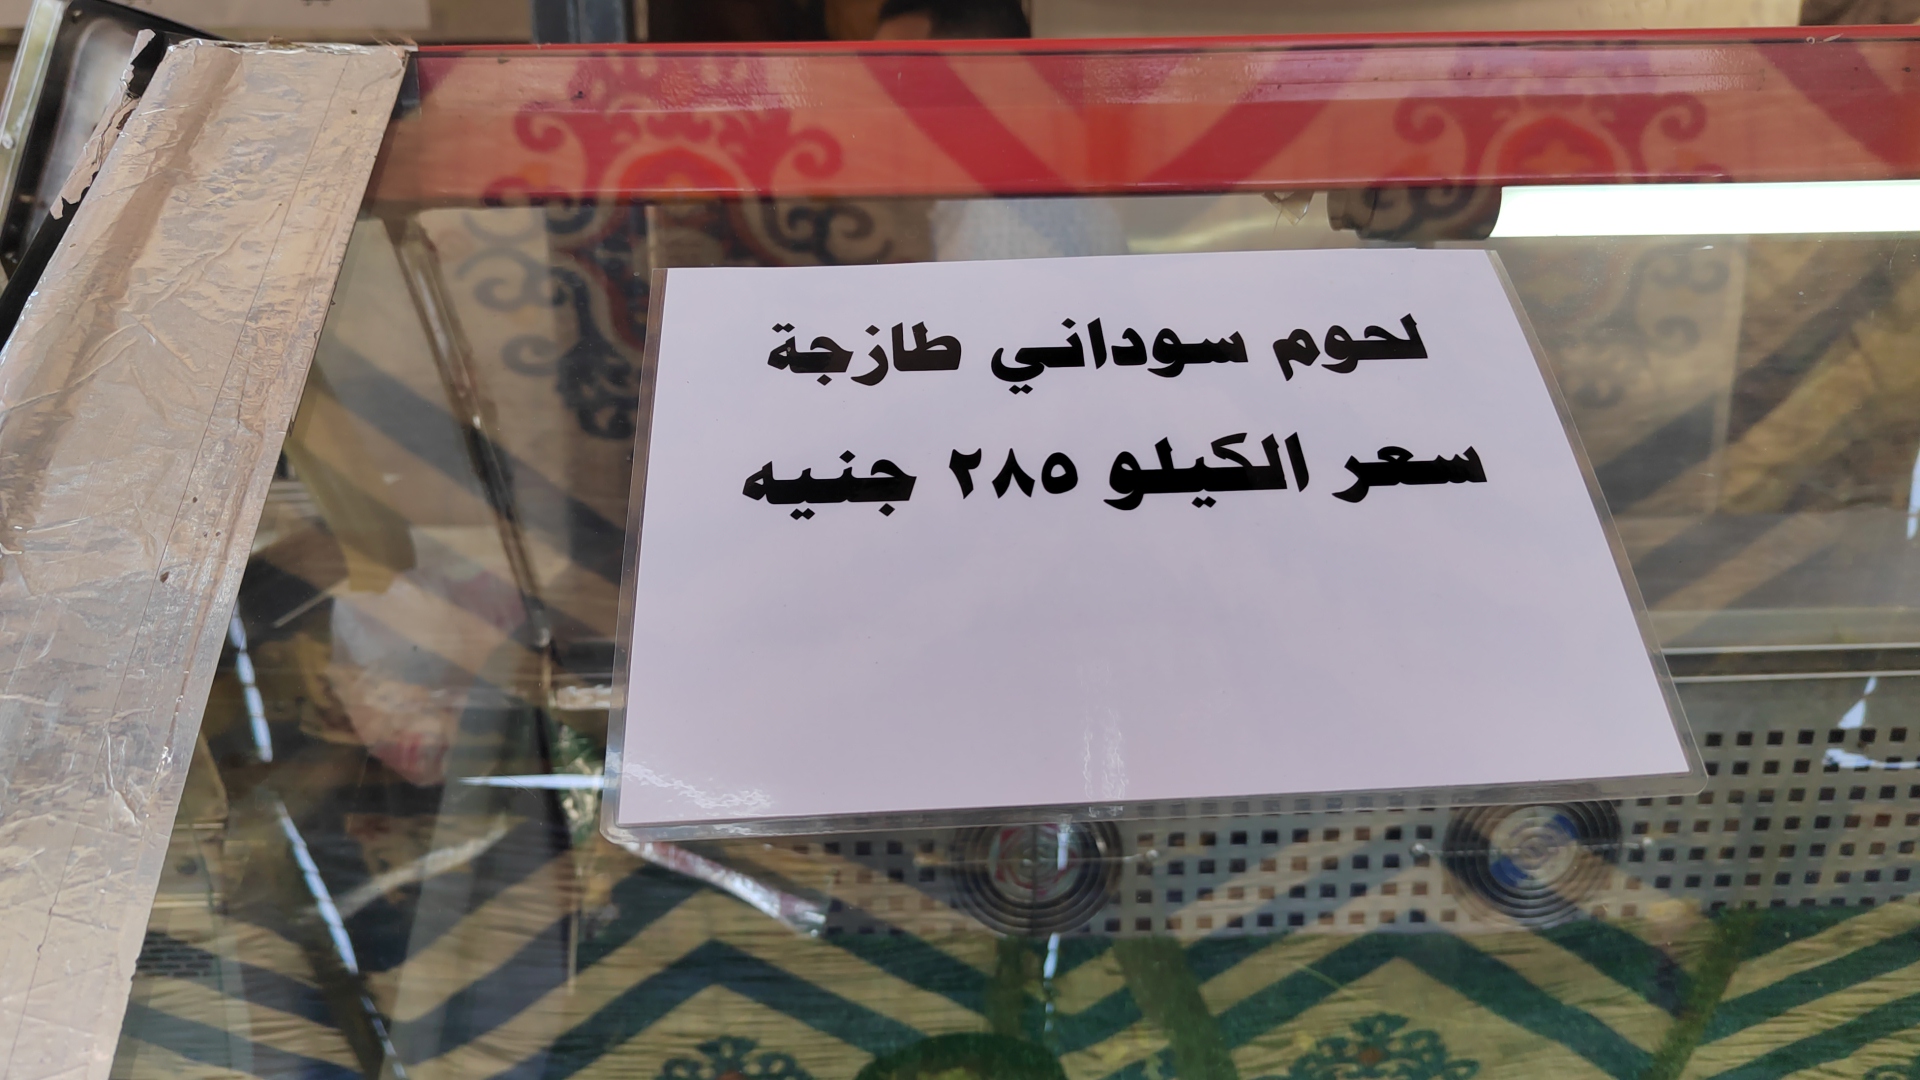 لحوم سوداني طازجة
سعر الكيلو ٢٨٥ جنيه